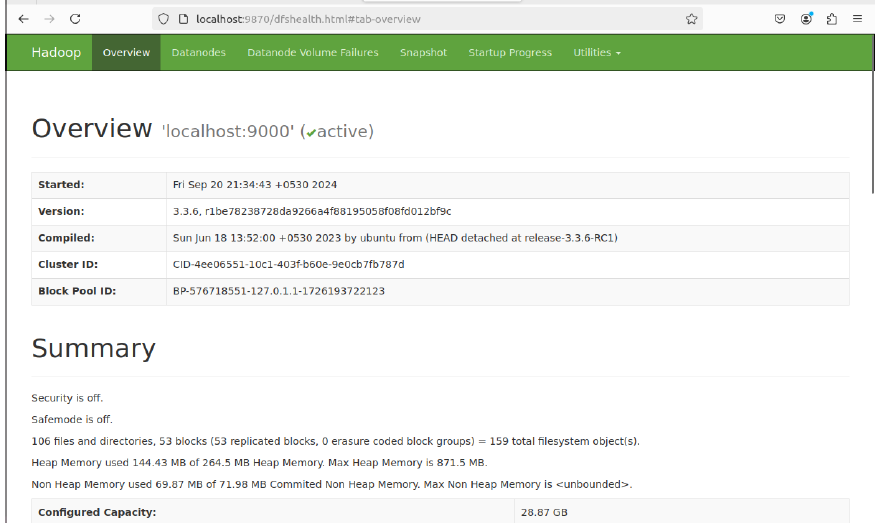 localhost:9870/dfshealth.html#tab-overview
Hadoop Overview Datanodes Datanode Volume Failures Snapshot Startup Progress Utilities
Overview 'localhost:9000' (✔active)
Started: Fri Sep 20 21:34:43 +0530 2024
Version: 3.3.6, r1be78238728da9266a4f88195058f08fd012bf9c
Compiled: Sun Jun 18 13:52:00 +0530 2023 by ubuntu from (HEAD detached at release-3.3.6-RC1)
Cluster ID: CID-4ee06551-10c1-403f-b60e-9e0cb7fb787d
Block Pool ID: BP-576718551-127.0.1.1-1726193722123
Summary
Security is off.
Safemode is off.
106 files and directories, 53 blocks (53 replicated blocks, 0 erasure coded block groups) = 159 total filesystem object(s).
Heap Memory used 144.43 MB of 264.5 MB Heap Memory. Max Heap Memory is 871.5 MB.
Non Heap Memory used 69.87 MB of 71.98 MB Commited Non Heap Memory. Max Non Heap Memory is <unbounded>.
Configured Capacity: 28.87 GB